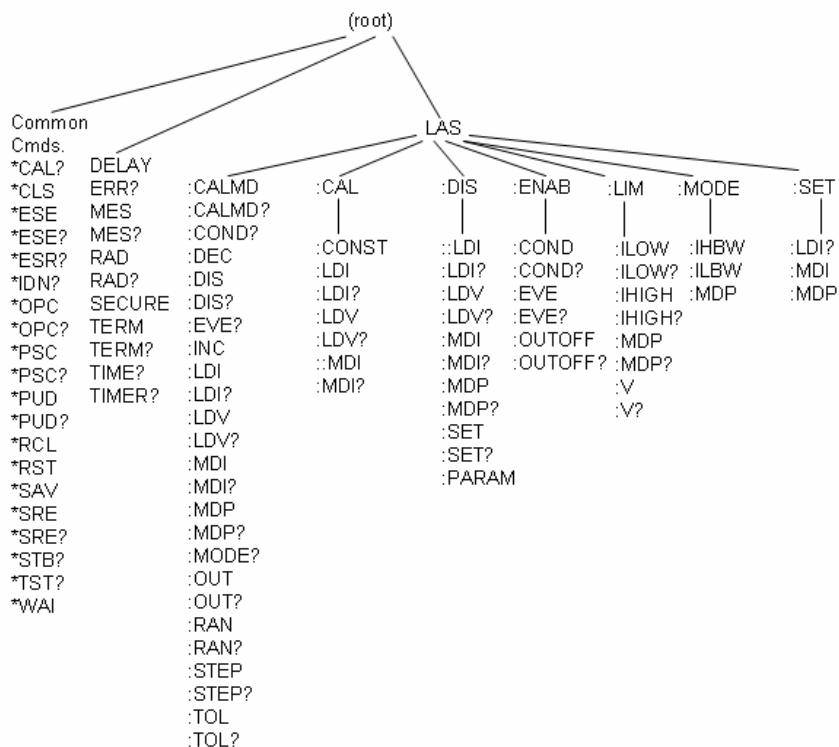 (root)
LAS
Common
Cmds.
*CAL?
*CLS
*ESE
*ESE?
*ESR?
*IDN?
*OPC
*OPC?
*PSC
*PSC?
*PUD
*PUD?
*RCL
*RST
*SAV
*SRE
*SRE?
*STB?
*TST?
*WAI
DELAY
ERR?
MES
MES?
RAD
RAD?
SECURE
TERM
TERM?
TIME?
TIMER?
:CALMD
:CALMD?
:COND?
:DEC
:DIS
:DIS?
:EVE?
:INC
:LDI
:LDI?
:LDV
:LDV?
:MDI
:MDI?
:MDP
:MDP?
:MODE?
:OUT
:OUT?
:RAN
:RAN?
:STEP
:STEP?
:TOL
:TOL?
:CAL
:CONST
:LDI
:LDI?
:LDV
:LDV?
::MDI
:MDI?
:DIS
::LDI
:LDI?
:LDV
:LDV?
:MDI
:MDI?
:MDP
:MDP?
:SET
:SET?
:PARAM
:ENAB
:COND
:COND?
:EVE
:EVE?
:OUTOFF
:OUTOFF?
:LIM
:ILOW
:ILOW?
:IHIGH
:IHIGH?
:MDP
:MDP?
:V
:V?
:MODE
:IHBW
:ILBW
:MDP
:SET
:LDI?
:MDI
:MDP